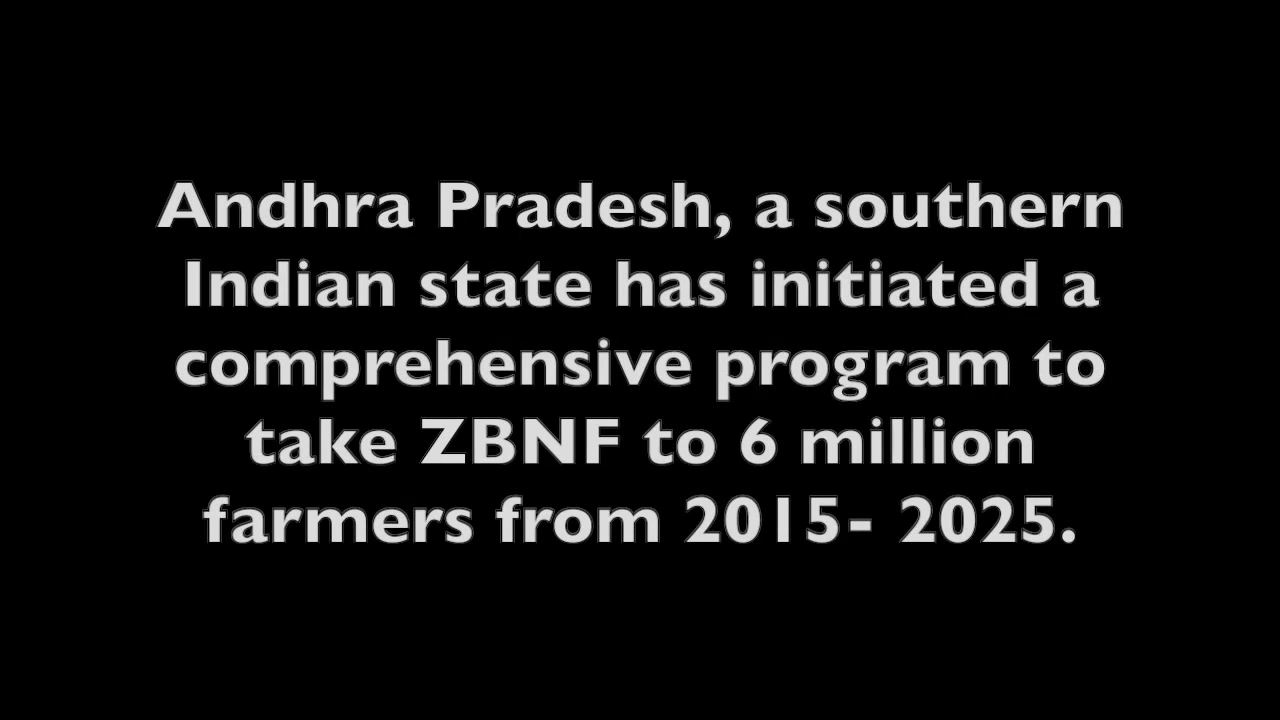 Andhra Pradesh, a southern
Indian state has initiated a
comprehensive program to
take ZBNF to 6 million
farmers from 2015- 2025.